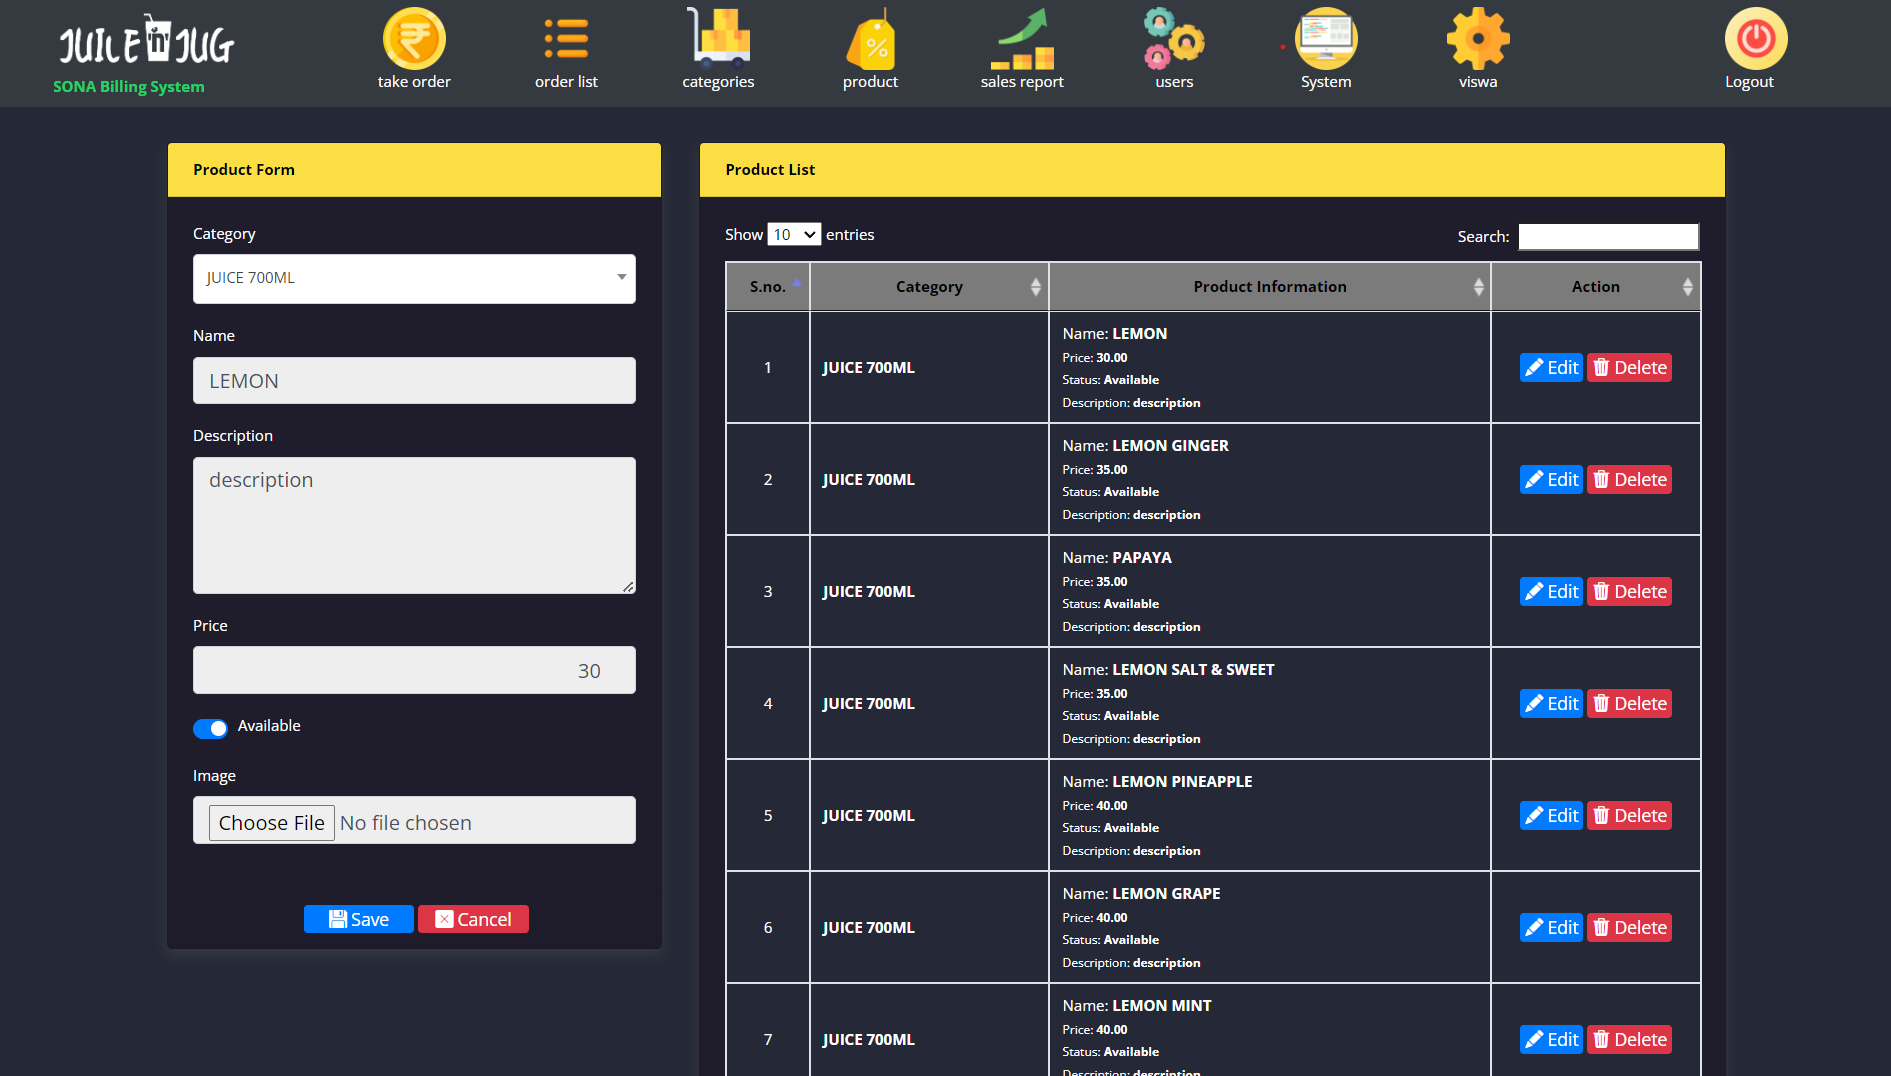 JUICE in JUG
SONA Billing System
take order
order list
categories
product
sales report
users
System
viswa
Logout
Product Form
Category
JUICE 700ML
Name
LEMON
Description
description
Price
30
Available
Image
Choose File No file chosen
Save Cancel
Product List
Show 10 entries
Search:
S.no. Category Product Information Action
1 JUICE 700ML
Name: LEMON
Price: 30.00
Status: Available
Description: description
Edit Delete
2 JUICE 700ML
Name: LEMON GINGER
Price: 35.00
Status: Available
Description: description
Edit Delete
3 JUICE 700ML
Name: PAPAYA
Price: 35.00
Status: Available
Description: description
Edit Delete
4 JUICE 700ML
Name: LEMON SALT & SWEET
Price: 35.00
Status: Available
Description: description
Edit Delete
5 JUICE 700ML
Name: LEMON PINEAPPLE
Price: 40.00
Status: Available
Description: description
Edit Delete
6 JUICE 700ML
Name: LEMON GRAPE
Price: 40.00
Status: Available
Description: description
Edit Delete
7 JUICE 700ML
Name: LEMON MINT
Price: 40.00
Status: Available
Description: description
Edit Delete